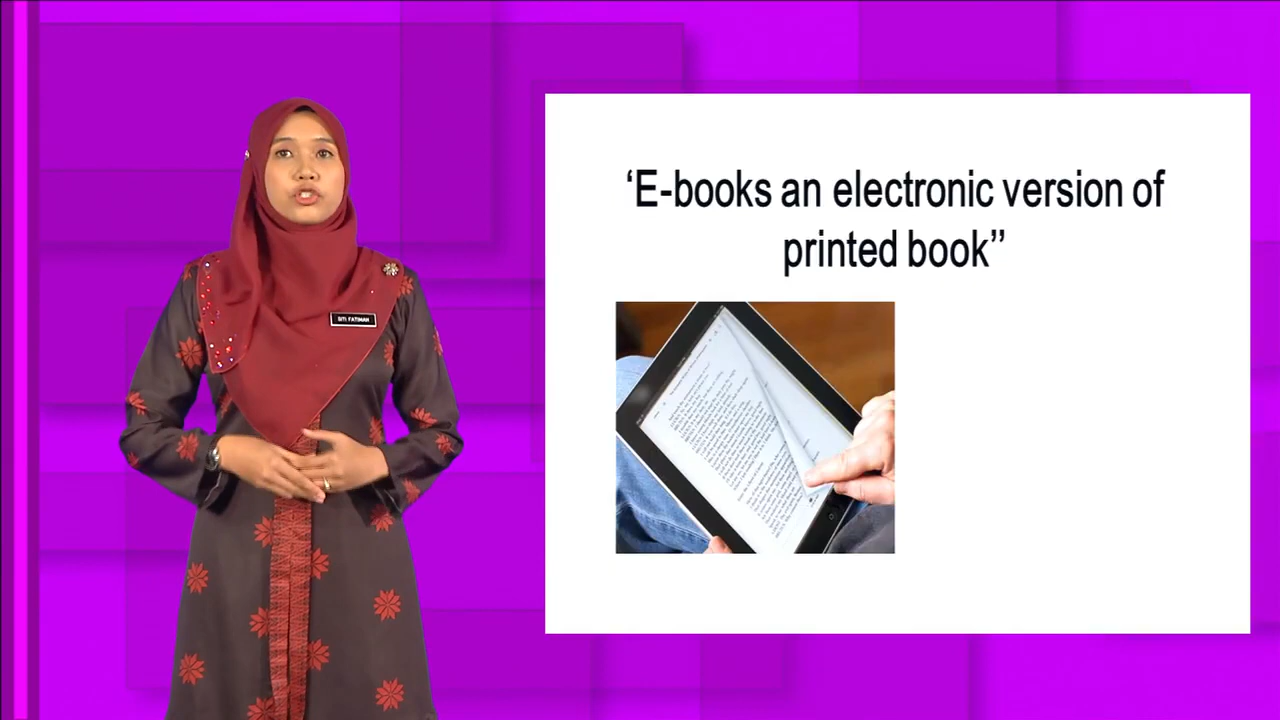 ‘E-books an electronic version of
printed book’’
SITI FATIMAH